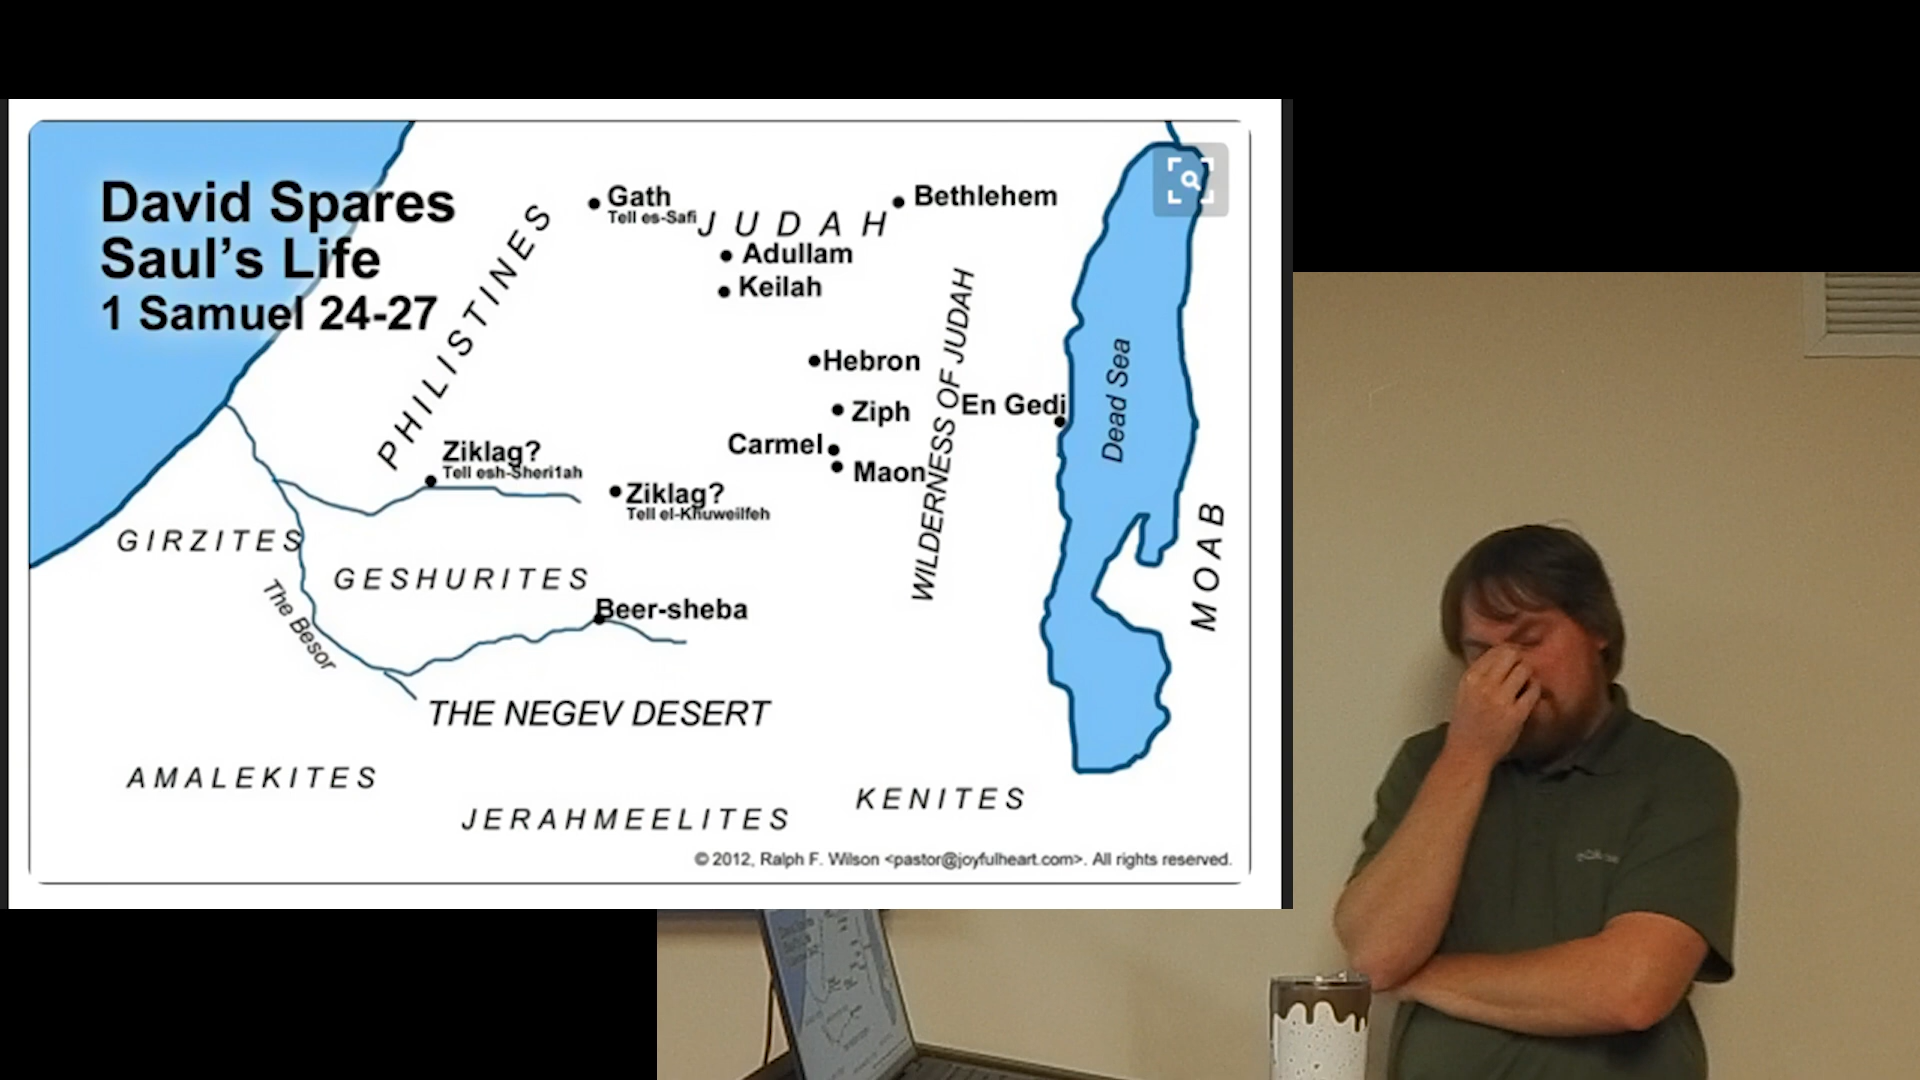 David Spares
Saul's Life
1 Samuel 24-27
PHILISTINES
Gath
Tell es-Safi
JUDAH
Bethlehem
Adullam
Keilah
Hebron
Ziph
Carmel
Maon
WILDERNESS OF JUDAH
En Gedi
Dead Sea
MOAB
Ziklag?
Tell esh-Sheri1ah
Ziklag?
Tell el-Khuweilfeh
GIRZITES
GESHURITES
The Besor
Beer-sheba
THE NEGEV DESERT
AMALEKITES
JERAHMEELITES
KENITES
© 2012, Ralph F. Wilson <pastor@joyfulheart.com>. All rights reserved.